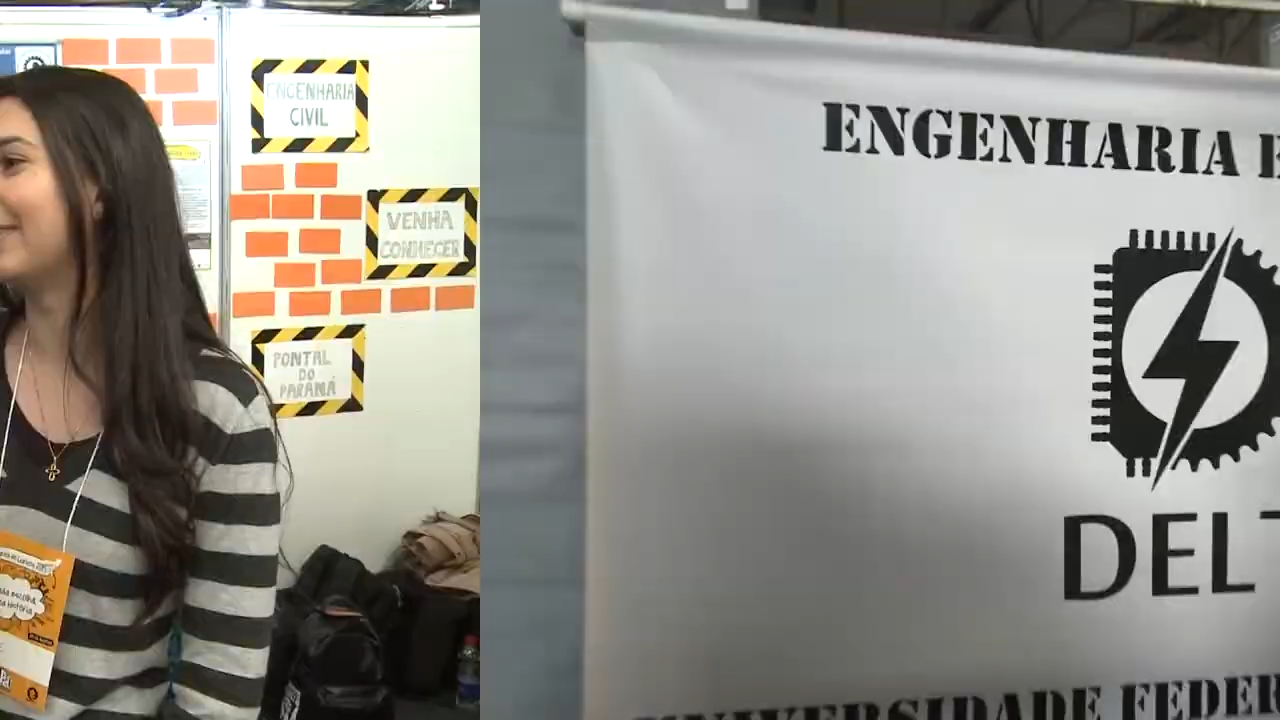 ENGENHARIA
CIVIL
VENHA
CONHECER
PONTAL
DO
PARANÁ
ENGENHARIA E
DELT
UNIVERSIDADE FEDER